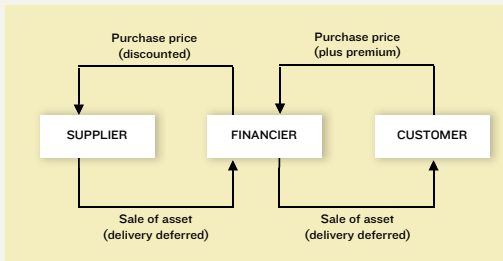 Purchase price
(discounted)
Purchase price
(plus premium)
SUPPLIER
FINANCIER
CUSTOMER
Sale of asset
(delivery deferred)
Sale of asset
(delivery deferred)